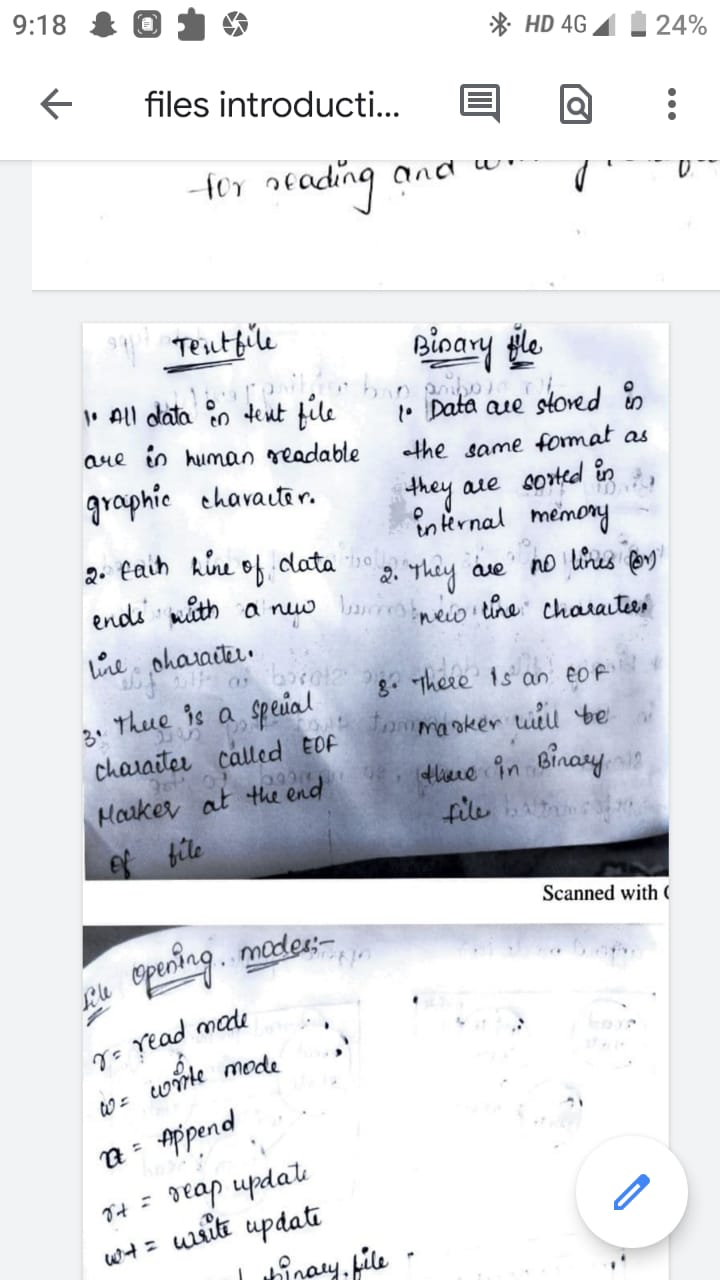 9:18
HD 4G 24%
files introducti...
for reading and
Textfile
1. All data in text file
are in human readable
graphic character.
2. Each line of data
ends with a new
line character.
3. There is a special
character called EOF
Marker at the end
of file
Binary file
1. Data are stored in
the same format as
they are sorted in
internal memory
2. They are no lines (or)
new line character.
3. There is an EOF
marker will be
there in Binary
file
Scanned with
File Opening modes:-
r= read mode
w= write mode
a = Append
r+ = reap update
w+ = write update
binary file